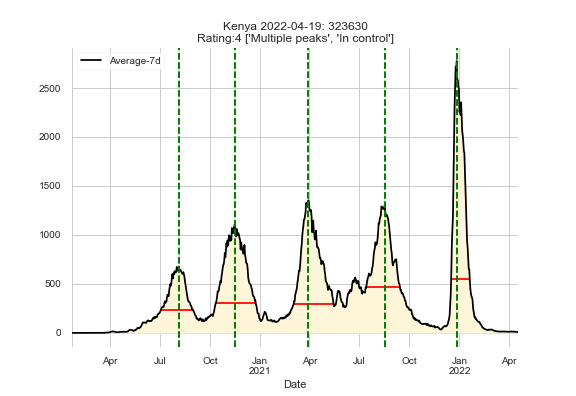 Kenya 2022-04-19: 323630
Rating:4 ['Multiple peaks', 'In control']
Average-7d
2500
2000
1500
1000
500
0
Apr Jul Oct Jan Apr Jul Oct Jan Apr
2021 2022
Date